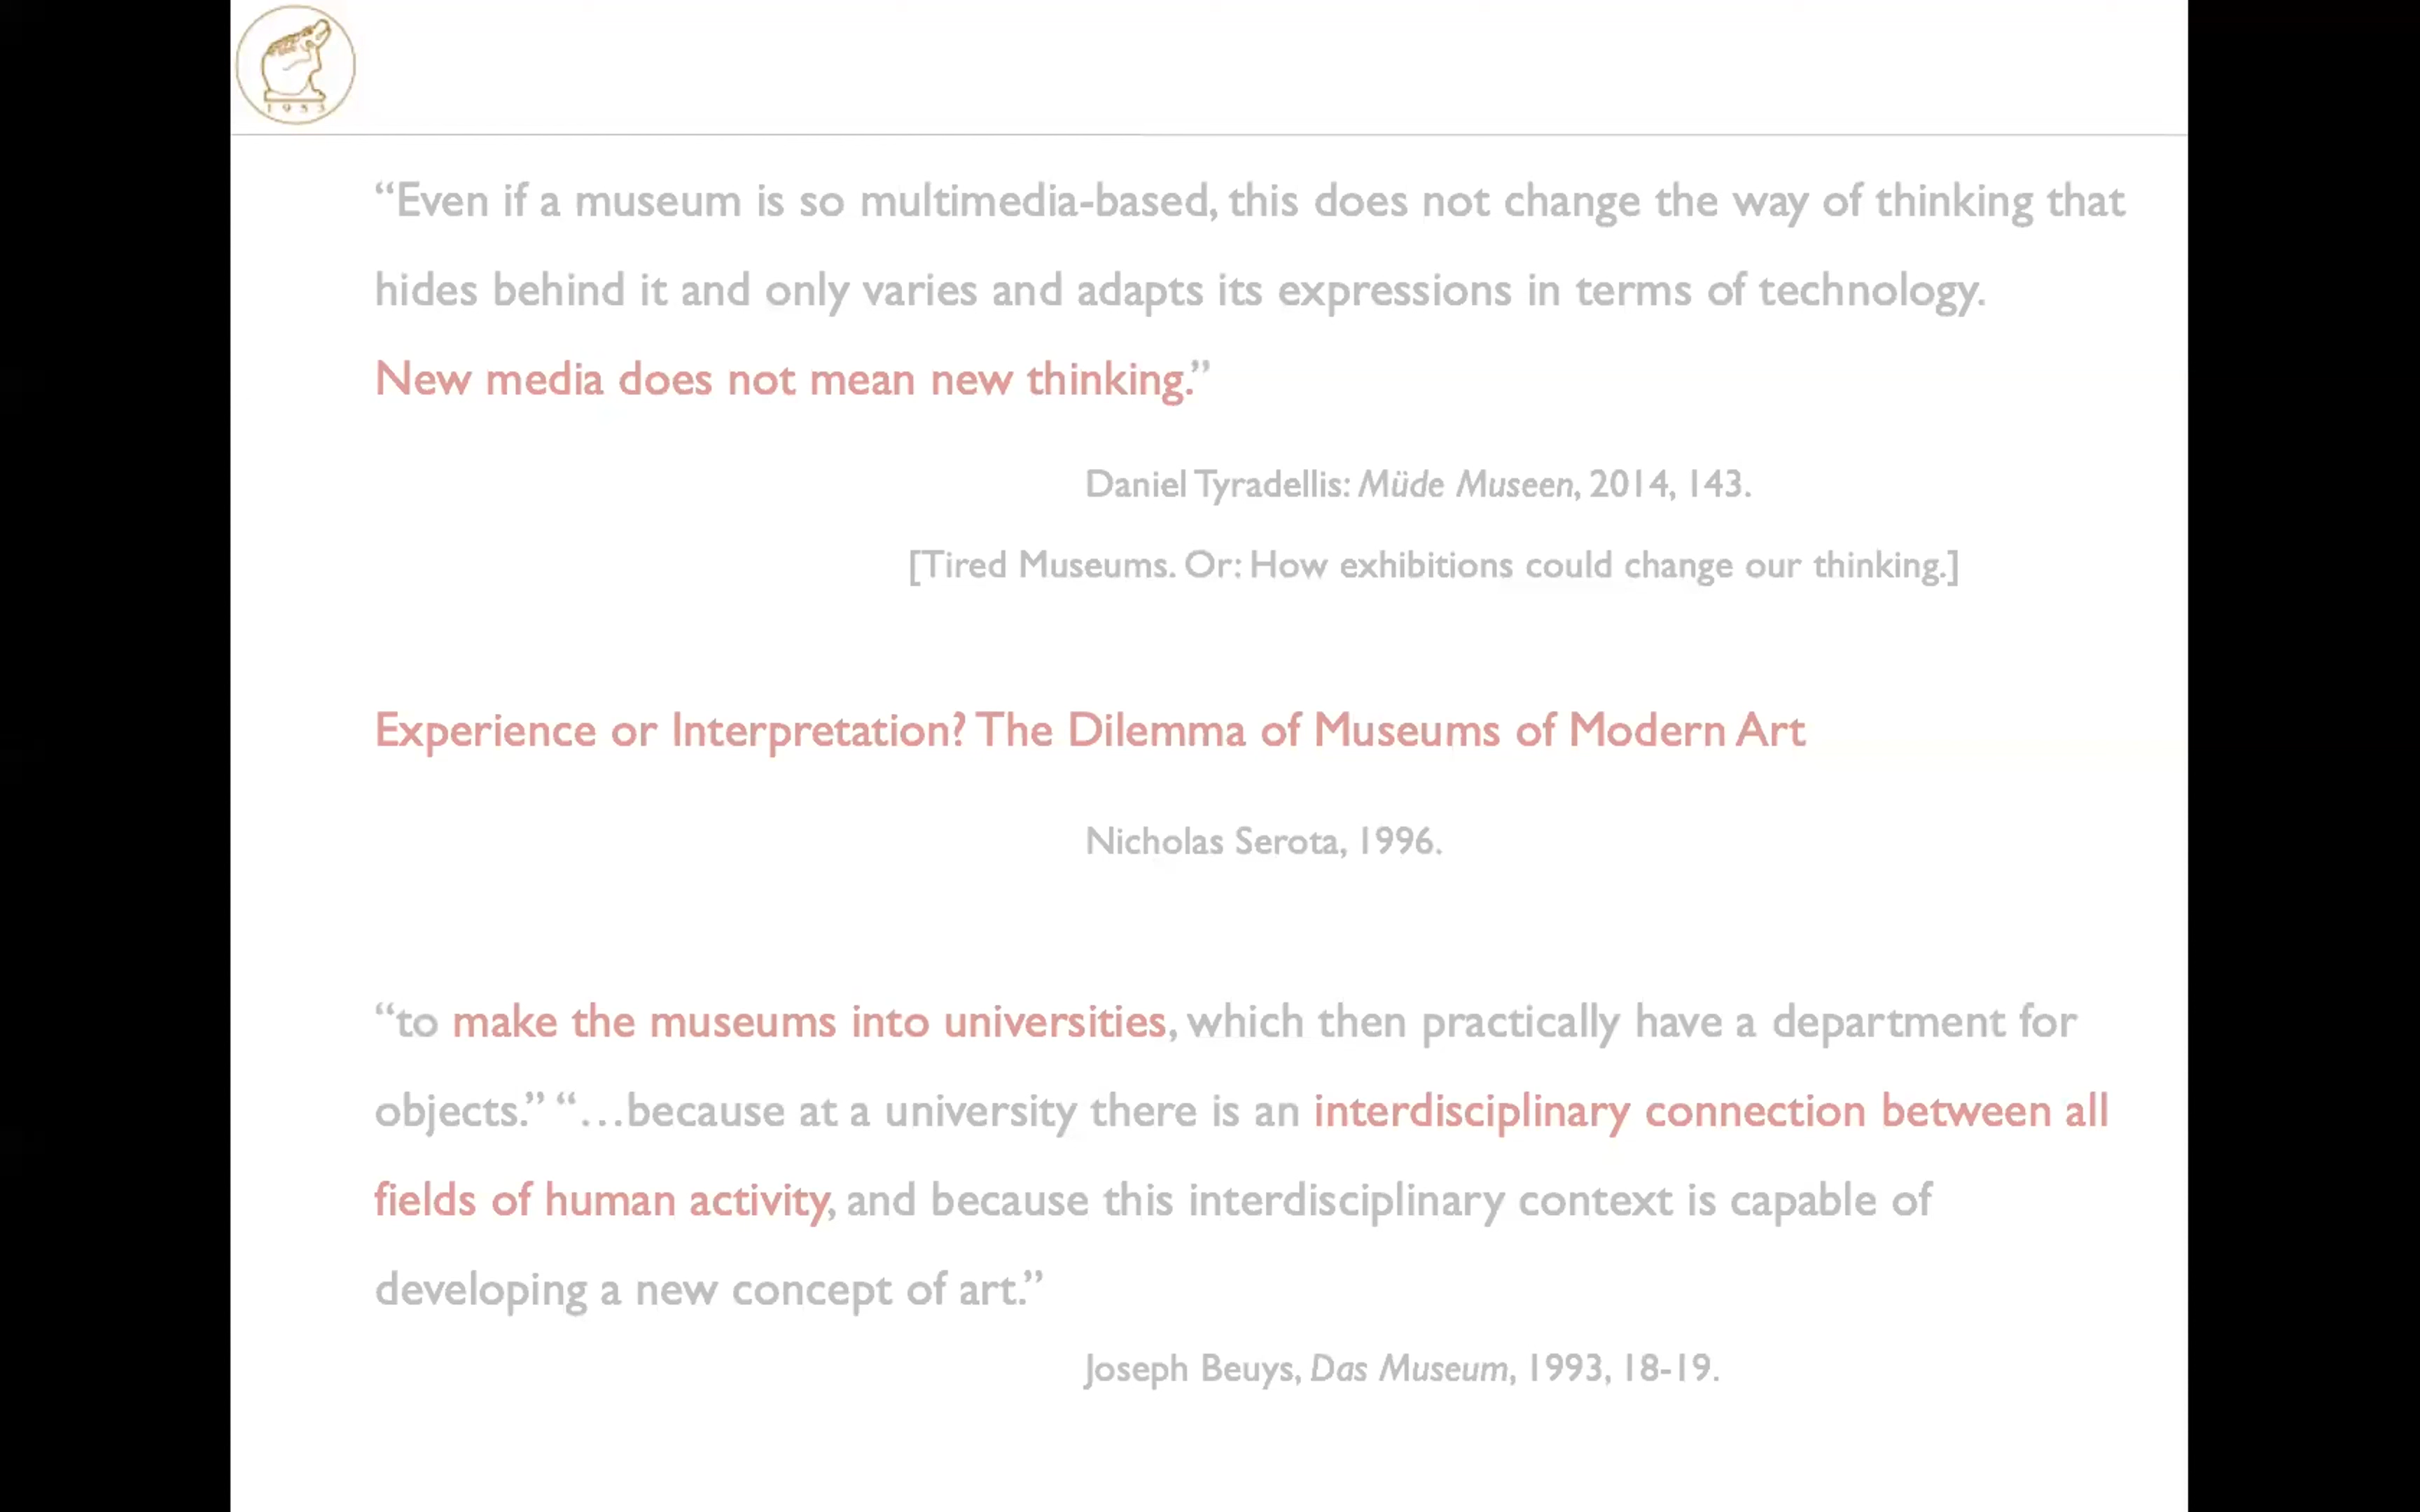 1953
“Even if a museum is so multimedia-based, this does not change the way of thinking that
hides behind it and only varies and adapts its expressions in terms of technology.
New media does not mean new thinking.”
Daniel Tyradellis: Müde Museen, 2014, 143.
[Tired Museums. Or: How exhibitions could change our thinking.]
Experience or Interpretation? The Dilemma of Museums of Modern Art
Nicholas Serota, 1996.
“to make the museums into universities, which then practically have a department for
objects.” “…because at a university there is an interdisciplinary connection between all
fields of human activity, and because this interdisciplinary context is capable of
developing a new concept of art.”
Joseph Beuys, Das Museum, 1993, 18-19.